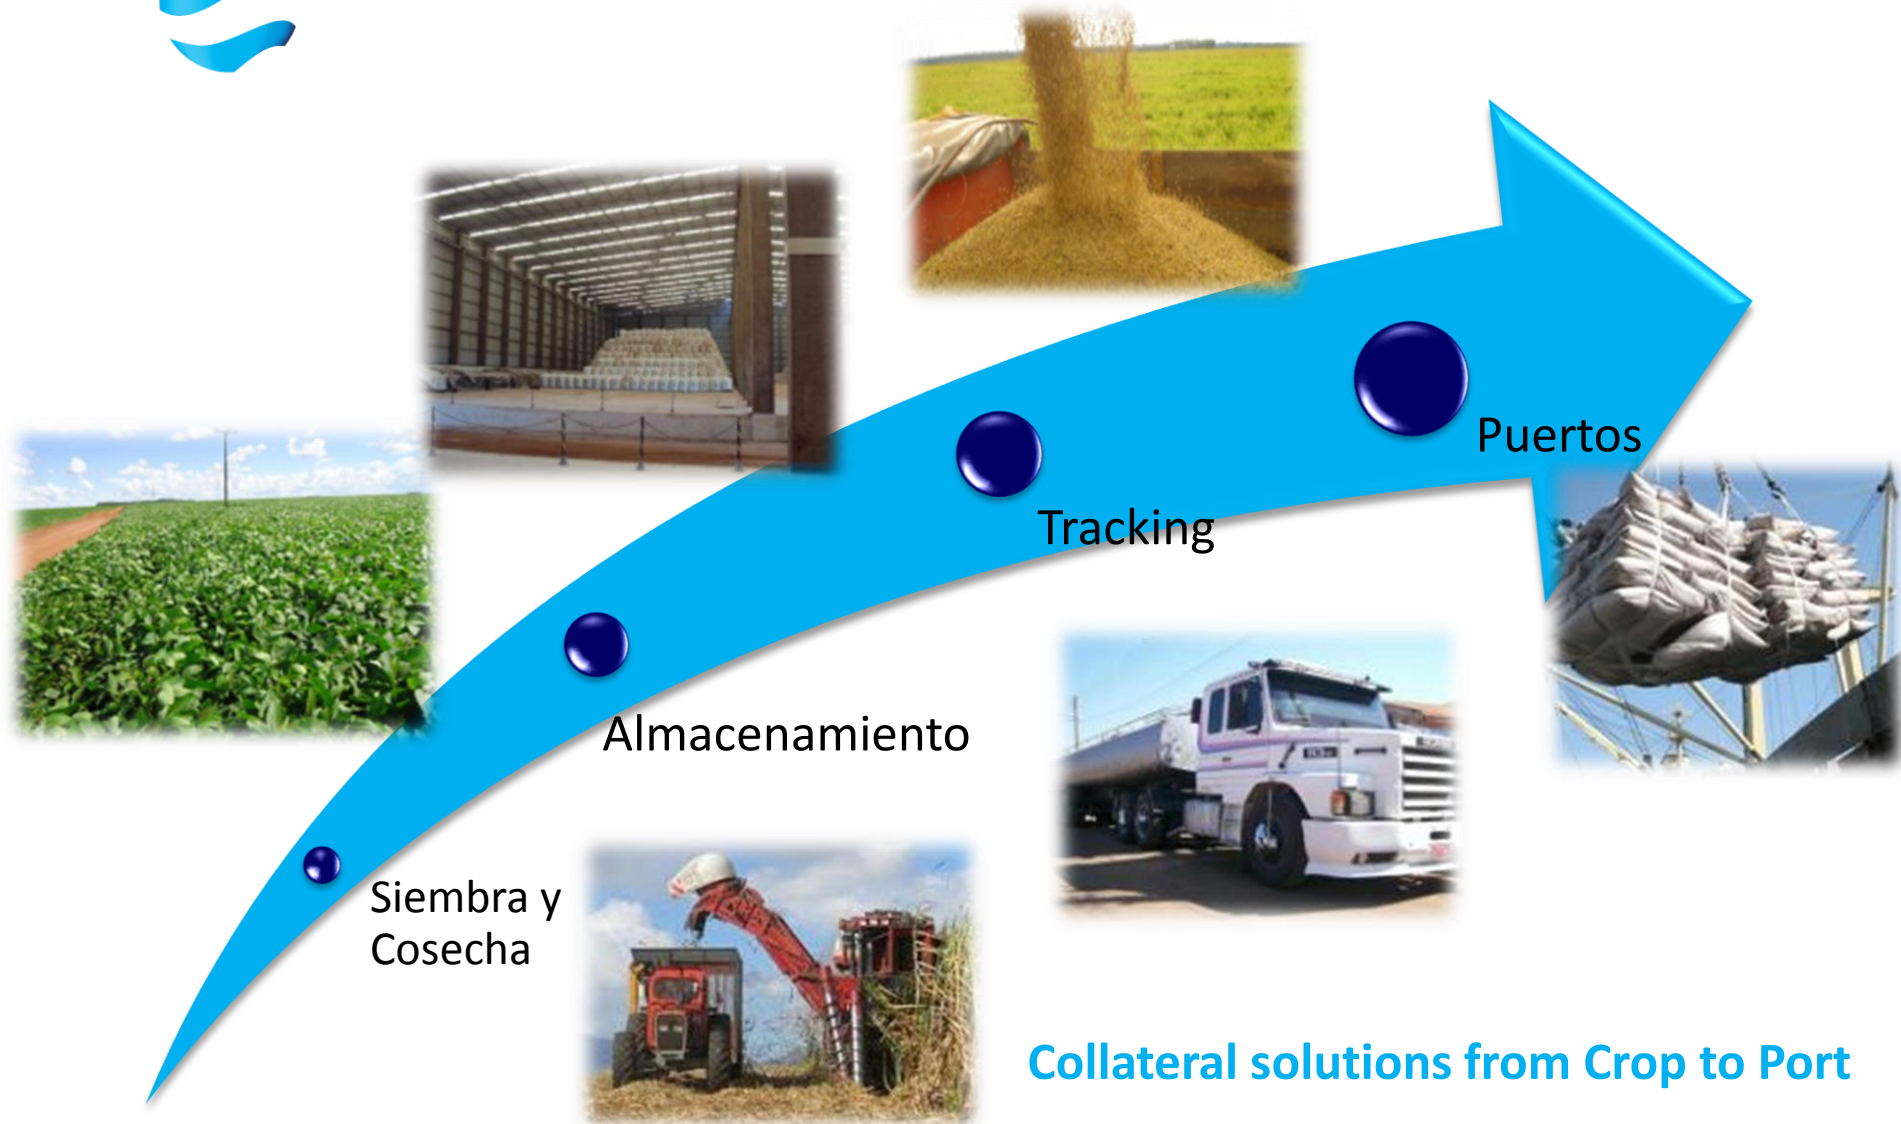 Puertos
Tracking
Almacenamiento
Siembra y
Cosecha
Collateral solutions from Crop to Port